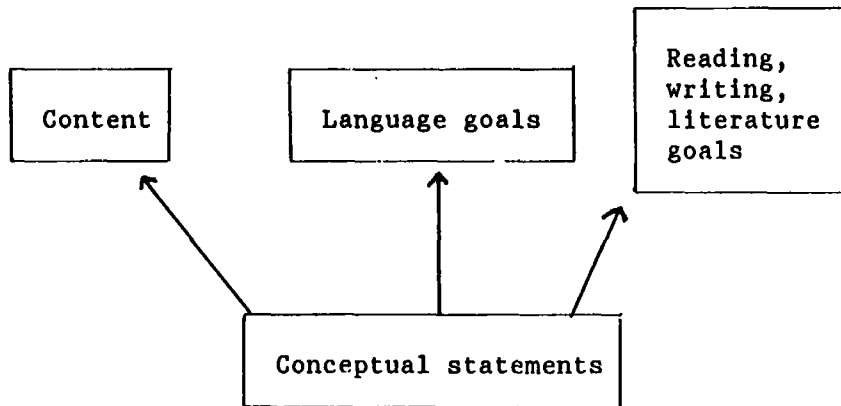 Content
Language goals
Reading,
writing,
literature
goals
Conceptual statements